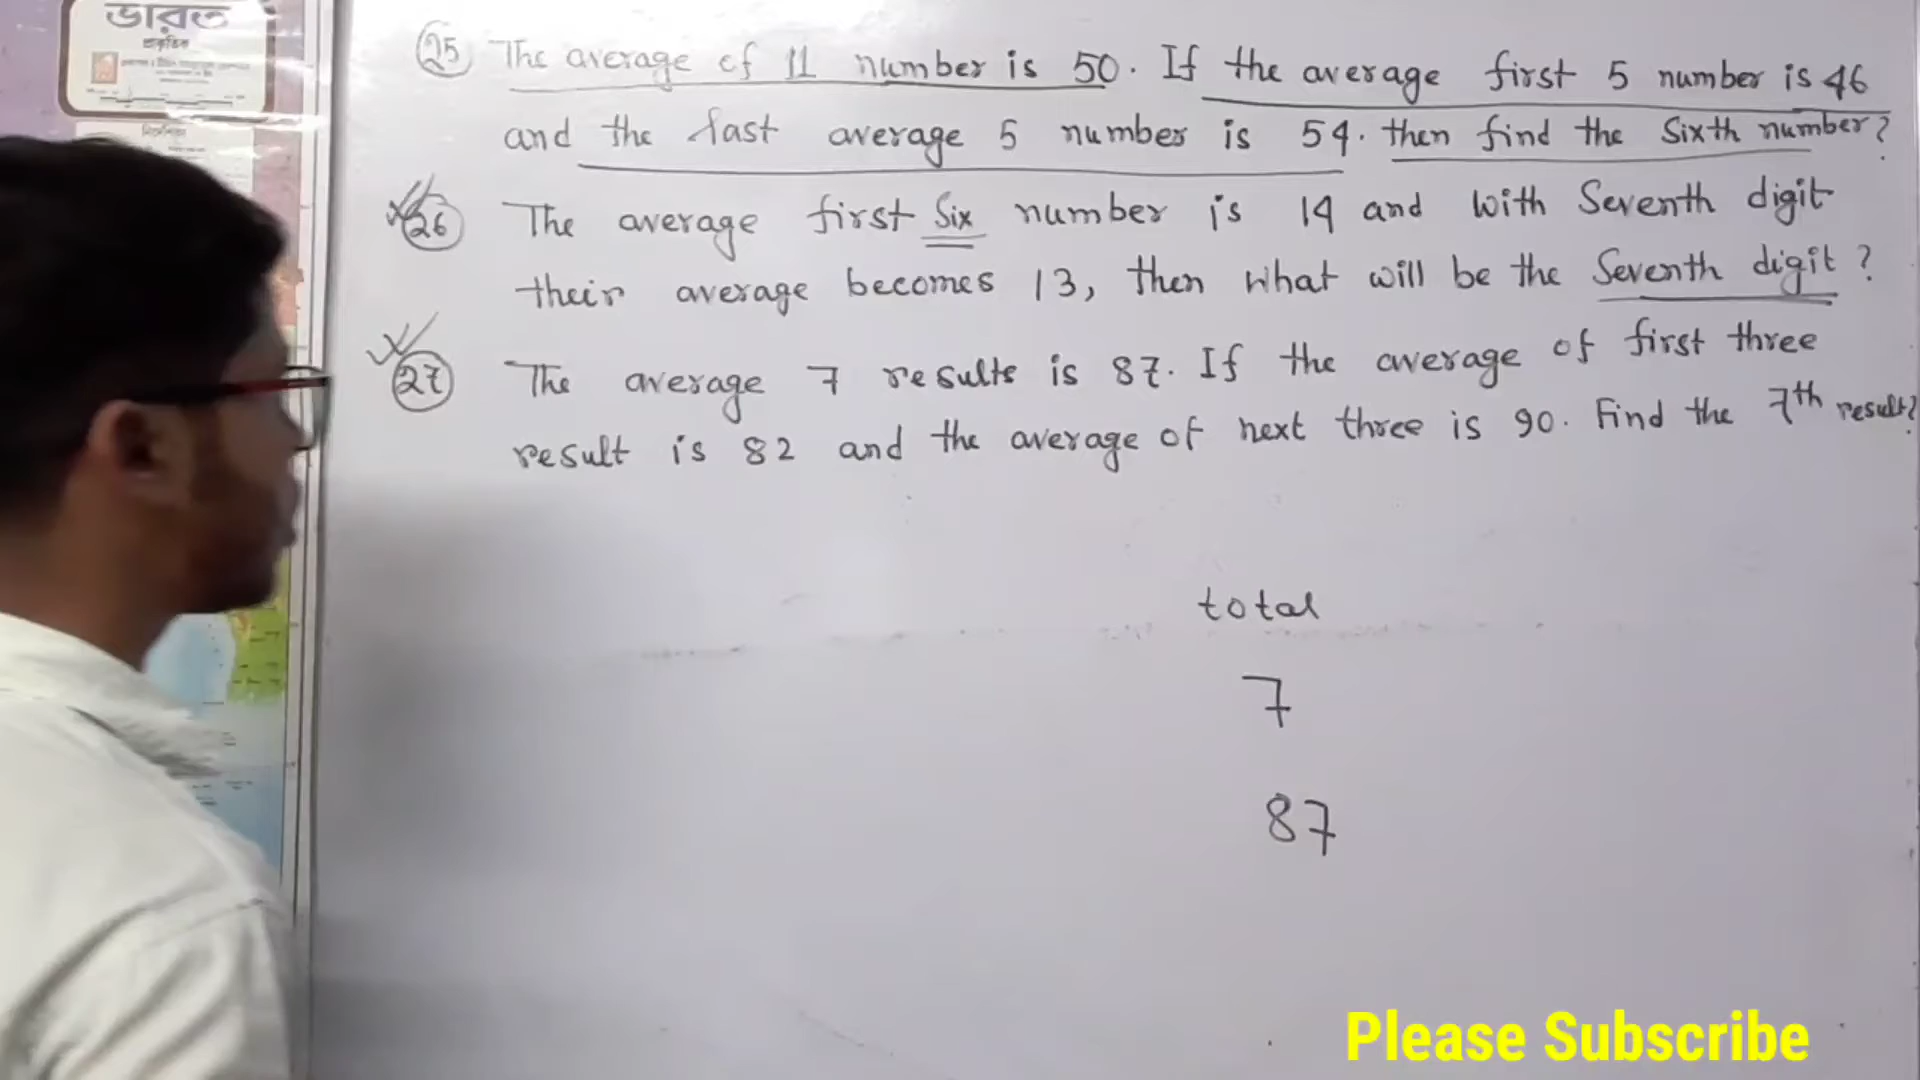 ভারত
প্রাকৃতিক
25 The average of 11 number is 50. If the average first 5 number is 46
and the last average 5 number is 54. then find the Sixth number?
26 The average first Six number is 14 and with Seventh digit
their average becomes 13, then what will be the Seventh digit?
27 The average 7 results is 87. If the average of first three
result is 82 and the average of next three is 90. Find the 7th result?
total
7
87
Please Subscribe